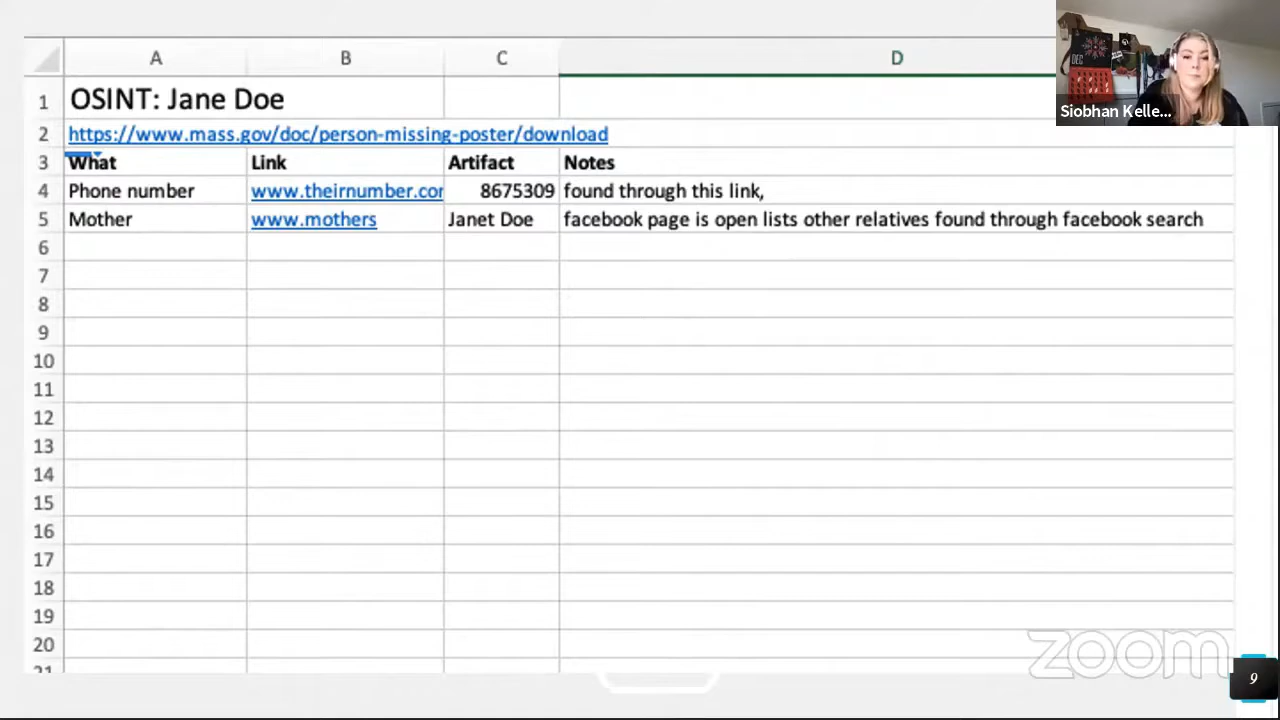 A B C D
Siobhan Kelle...
1 OSINT: Jane Doe
2 https://www.mass.gov/doc/person-missing-poster/download
3 What Link Artifact Notes
4 Phone number www.theirnumber.cor 8675309 found through this link,
5 Mother www.mothers Janet Doe facebook page is open lists other relatives found through facebook search
6
7
8
9
10
11
12
13
14
15
16
17
18
19
20
21
zoom
9